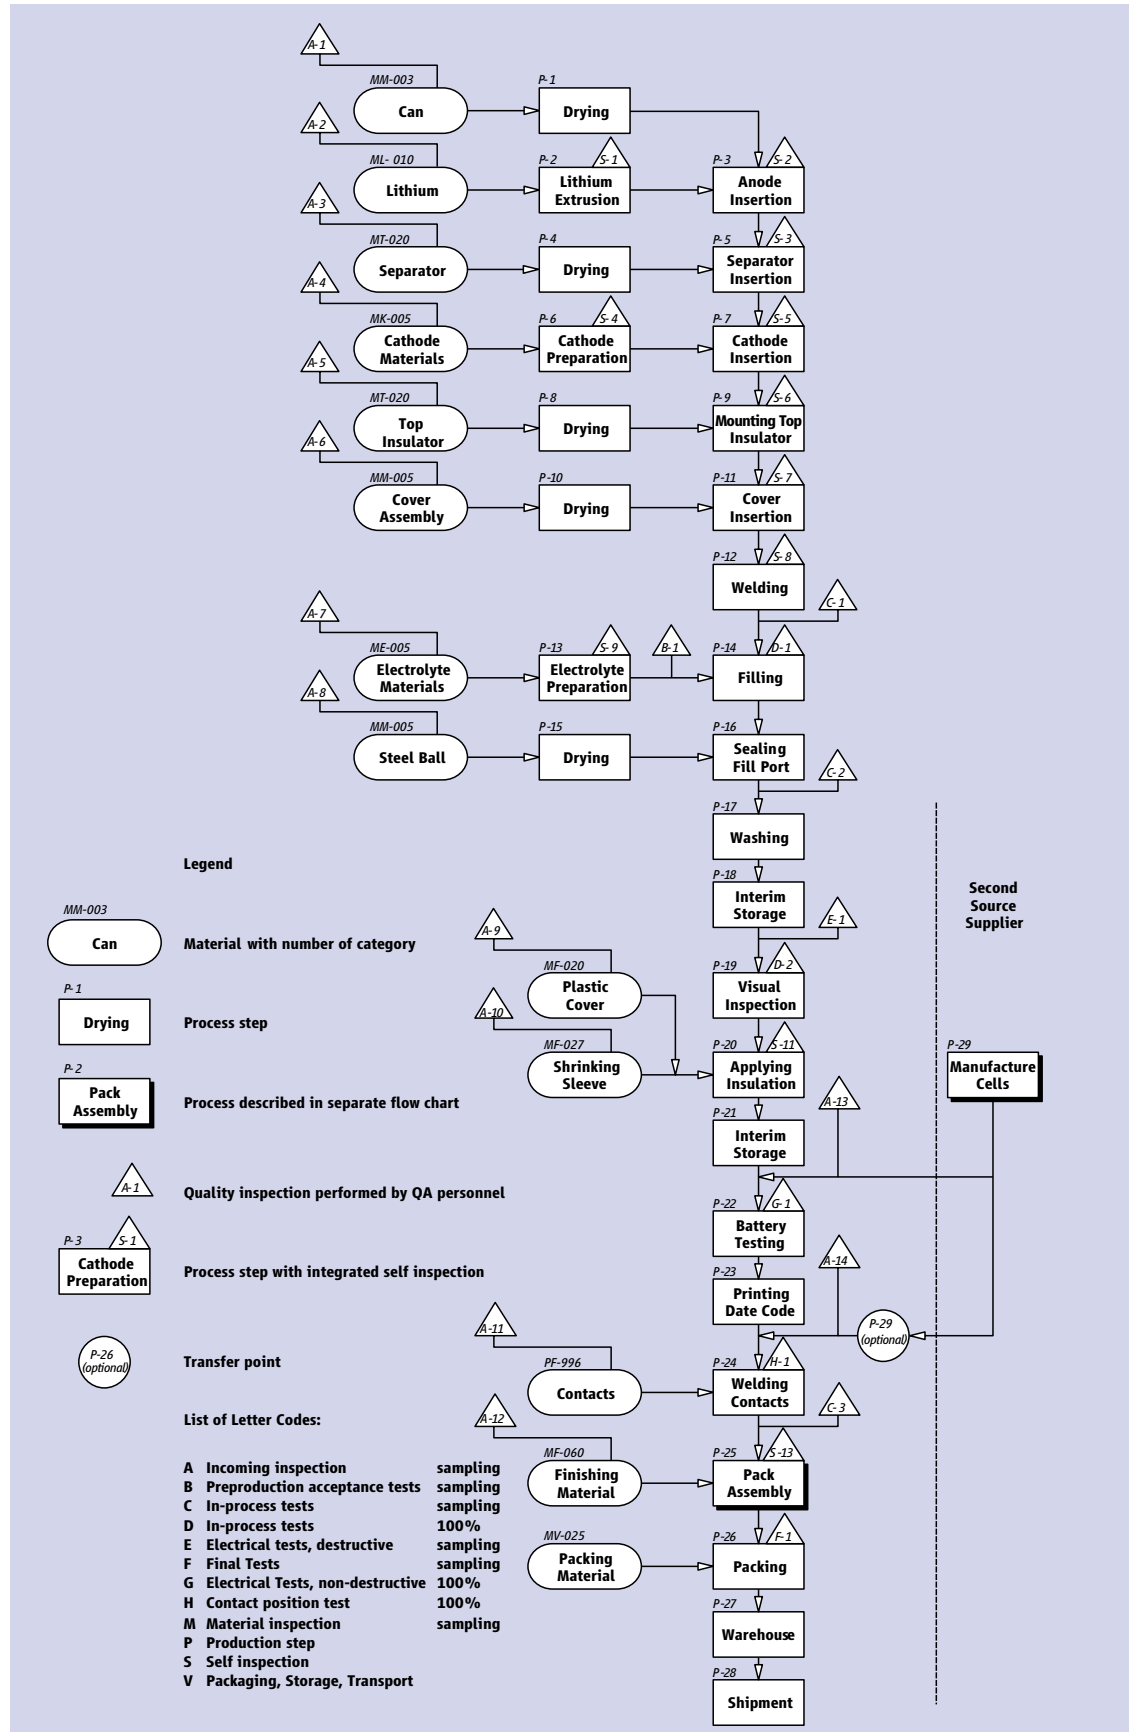 A-1
MM-003
Can
P-1
Drying
A-2
ML- 010
Lithium
P-2
S-1
Lithium
Extrusion
P-3
S-2
Anode
Insertion
A-3
MT-020
Separator
P-4
Drying
P-5
S-3
Separator
Insertion
A-4
MK-005
Cathode
Materials
P-6
S-4
Cathode
Preparation
P-7
S-5
Cathode
Insertion
A-5
MT-020
Top
Insulator
P-8
Drying
P-9
S-6
Mounting Top
Insulator
A-6
MM-005
Cover
Assembly
P-10
Drying
P-11
S-7
Cover
Insertion
P-12
S-8
Welding
C-1
A-7
ME-005
Electrolyte
Materials
P-13
S-9
Electrolyte
Preparation
B-1
P-14
D-1
Filling
A-8
MM-005
Steel Ball
P-15
Drying
P-16
Sealing
Fill Port
C-2
P-17
Washing
P-18
Interim
Storage
E-1
Second
Source
Supplier
A-9
MF-020
Plastic
Cover
P-19
D-2
Visual
Inspection
A-10
MF-027
Shrinking
Sleeve
P-20
S-11
Applying
Insulation
P-29
Manufacture
Cells
A-13
P-21
Interim
Storage
P-22
G-1
Battery
Testing
A-14
P-23
Printing
Date Code
P-29
(optional)
A-11
PF-996
Contacts
P-24
H-1
Welding
Contacts
C-3
A-12
MF-060
Finishing
Material
P-25
S-13
Pack
Assembly
MV-025
Packing
Material
P-26
F-1
Packing
P-27
Warehouse
P-28
Shipment
Legend
MM-003
Can
Material with number of category
P-1
Drying
Process step
P-2
Pack
Assembly
Process described in separate flow chart
A-1
Quality inspection performed by QA personnel
P-3
S-1
Cathode
Preparation
Process step with integrated self inspection
P-26
(optional)
Transfer point
List of Letter Codes:
A Incoming inspection sampling
B Preproduction acceptance tests sampling
C In-process tests sampling
D In-process tests 100%
E Electrical tests, destructive sampling
F Final Tests sampling
G Electrical Tests, non-destructive 100%
H Contact position test 100%
M Material inspection sampling
P Production step
S Self inspection
V Packaging, Storage, Transport